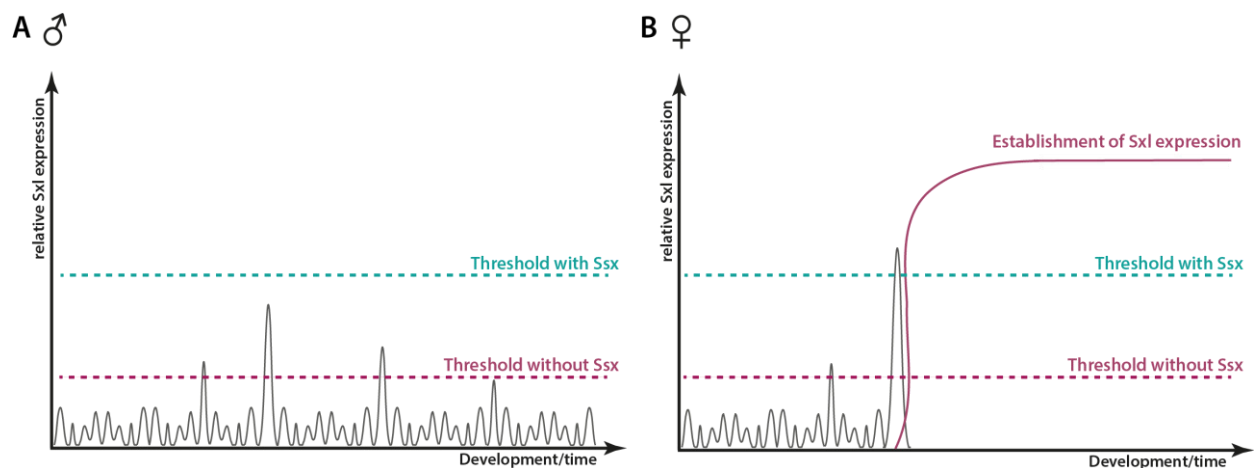 A ♂
relative Sxl expression
Threshold with Ssx
Threshold without Ssx
Development/time
B ♀
relative Sxl expression
Establishment of Sxl expression
Threshold with Ssx
Threshold without Ssx
Development/time